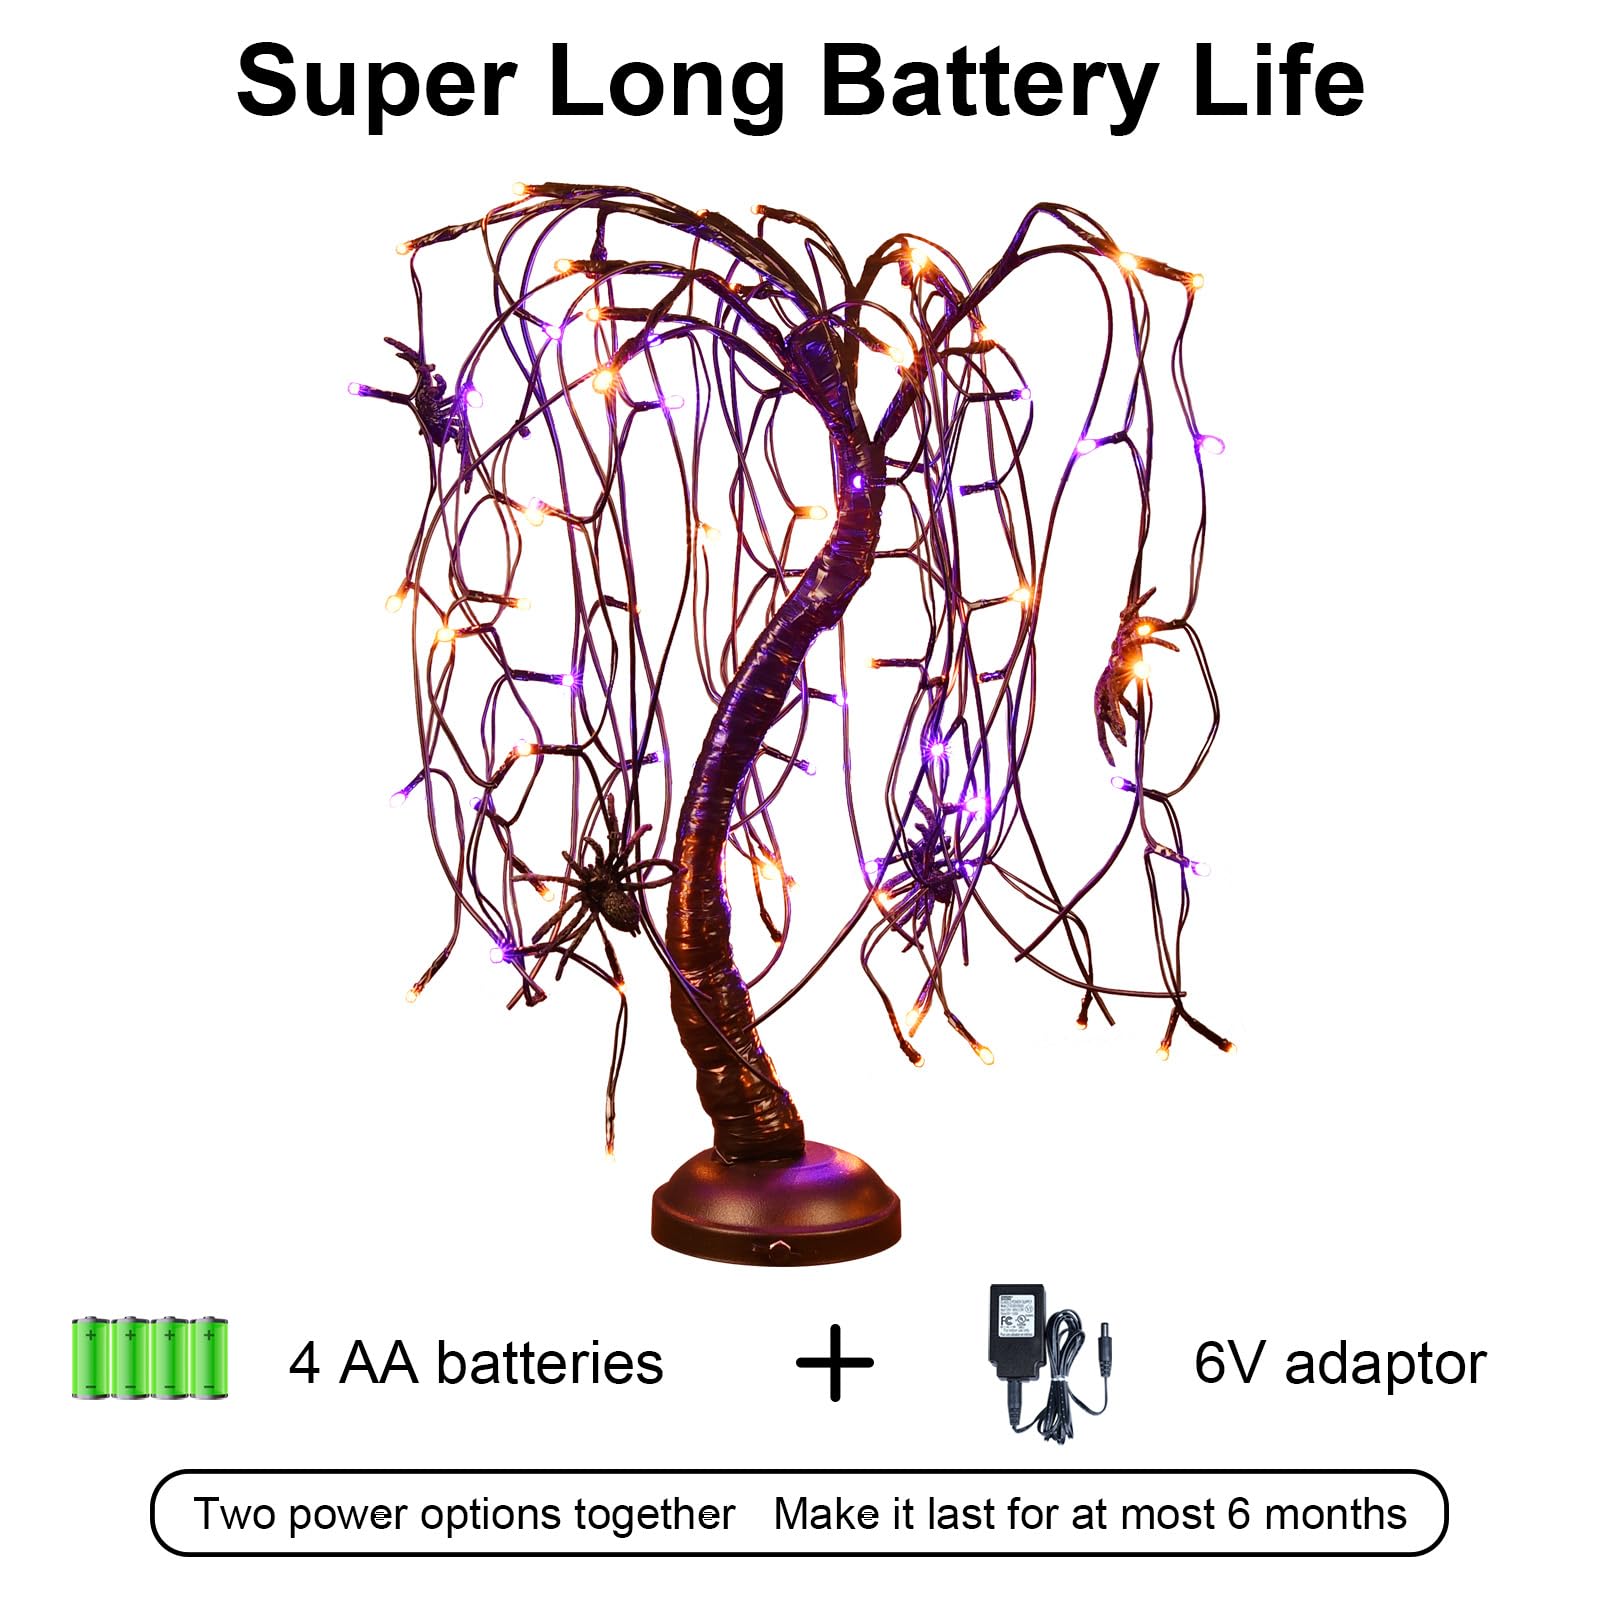 Super Long Battery Life
4 AA batteries
6V adaptor
Two power options together Make it last for at most 6 months